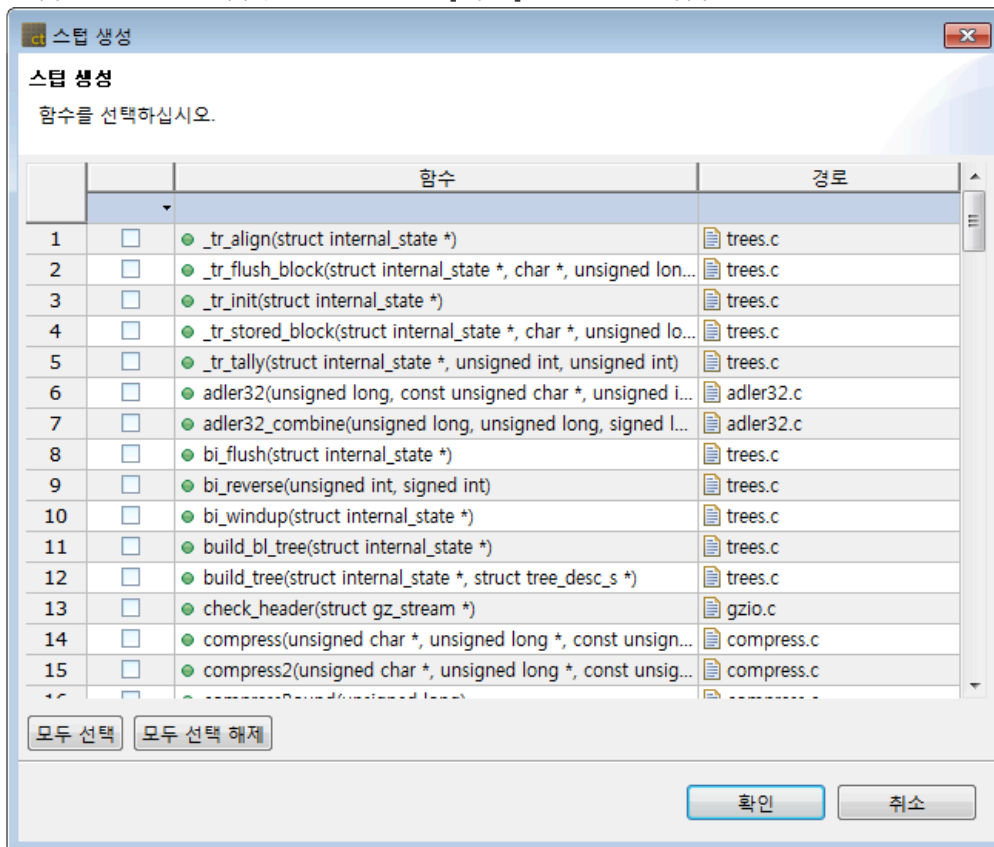 ct 스텁 생성
스텁 생성
함수를 선택하십시오.
함수 경로
1 _tr_align(struct internal_state *) trees.c
2 _tr_flush_block(struct internal_state *, char *, unsigned lon... trees.c
3 _tr_init(struct internal_state *) trees.c
4 _tr_stored_block(struct internal_state *, char *, unsigned lo... trees.c
5 _tr_tally(struct internal_state *, unsigned int, unsigned int) trees.c
6 adler32(unsigned long, const unsigned char *, unsigned i... adler32.c
7 adler32_combine(unsigned long, unsigned long, signed l... adler32.c
8 bi_flush(struct internal_state *) trees.c
9 bi_reverse(unsigned int, signed int) trees.c
10 bi_windup(struct internal_state *) trees.c
11 build_bl_tree(struct internal_state *) trees.c
12 build_tree(struct internal_state *, struct tree_desc_s *) trees.c
13 check_header(struct gz_stream *) gzio.c
14 compress(unsigned char *, unsigned long *, const unsign... compress.c
15 compress2(unsigned char *, unsigned long *, const unsig... compress.c
모두 선택 모두 선택 해제
확인 취소